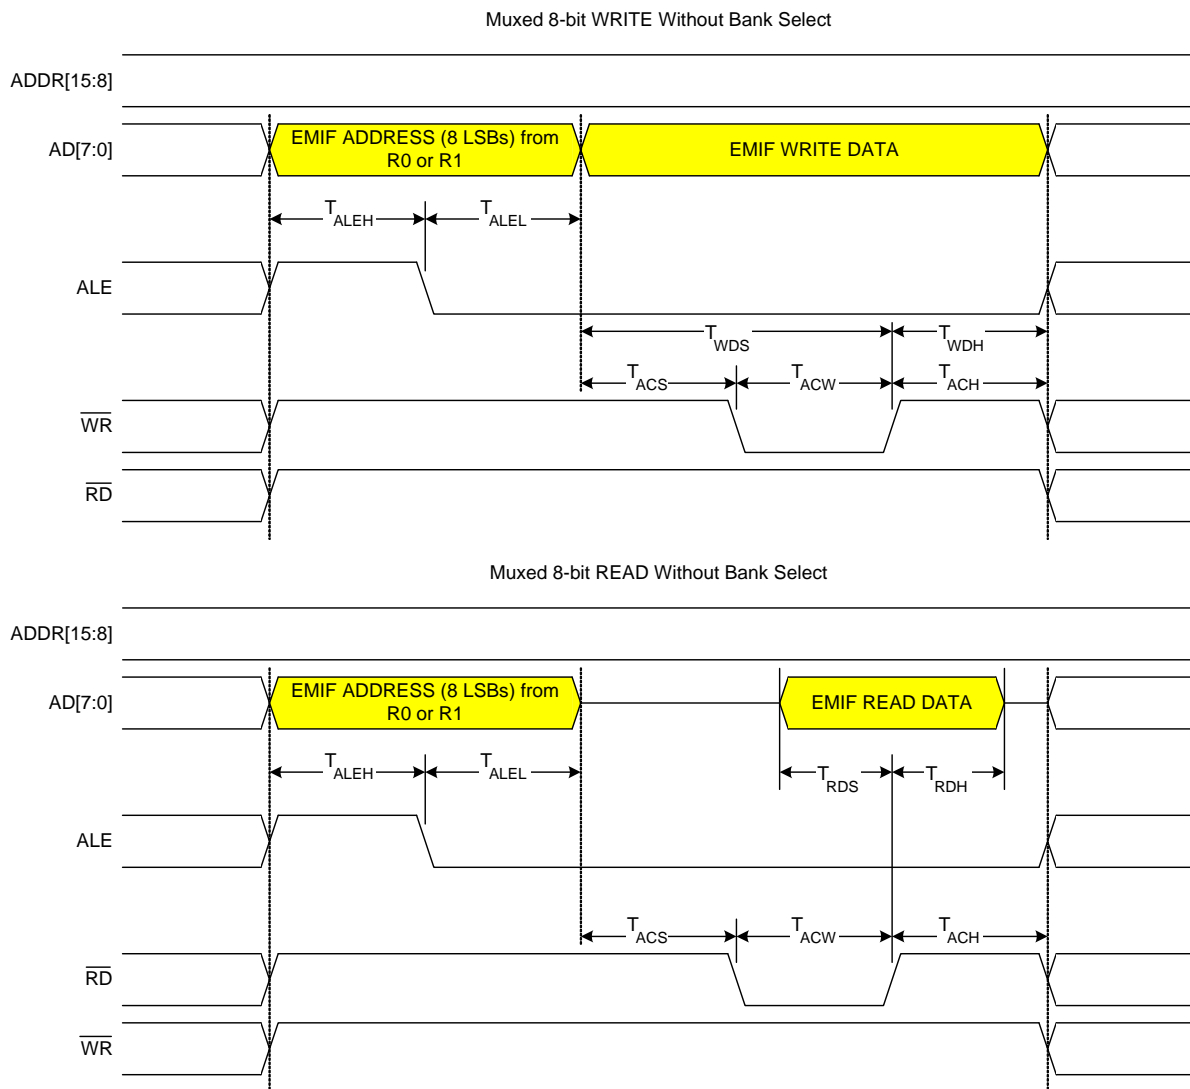 Muxed 8-bit WRITE Without Bank Select
ADDR[15:8]
AD[7:0]
EMIF ADDRESS (8 LSBs) from
R0 or R1
EMIF WRITE DATA
TALEH
TALEL
ALE
TWDS
TWDH
TACS
TACW
TACH
WR
RD
Muxed 8-bit READ Without Bank Select
ADDR[15:8]
AD[7:0]
EMIF ADDRESS (8 LSBs) from
R0 or R1
EMIF READ DATA
TALEH
TALEL
TRDS
TRDH
ALE
TACS
TACW
TACH
RD
WR